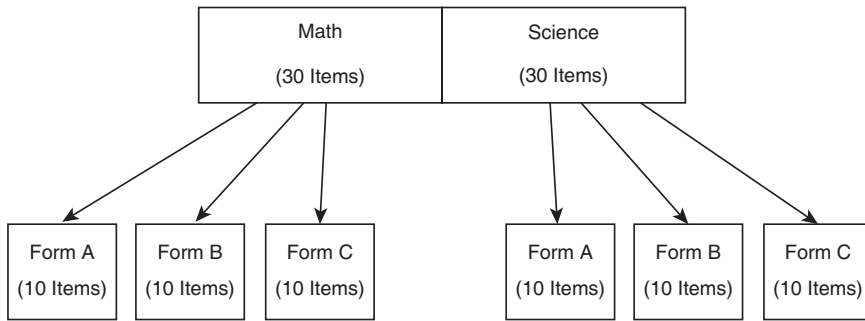 Math
(30 Items)
Science
(30 Items)
Form A
(10 Items)
Form B
(10 Items)
Form C
(10 Items)
Form A
(10 Items)
Form B
(10 Items)
Form C
(10 Items)